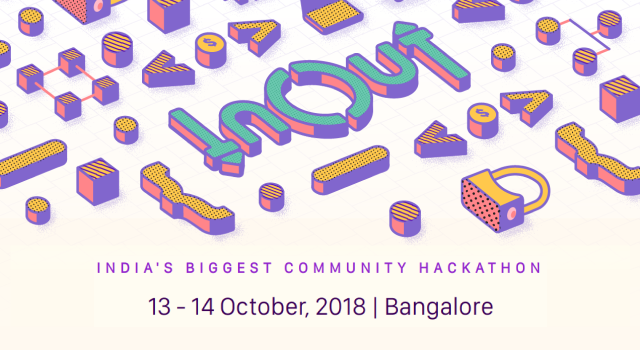 InOut
INDIA'S BIGGEST COMMUNITY HACKATHON
13 - 14 October, 2018 | Bangalore